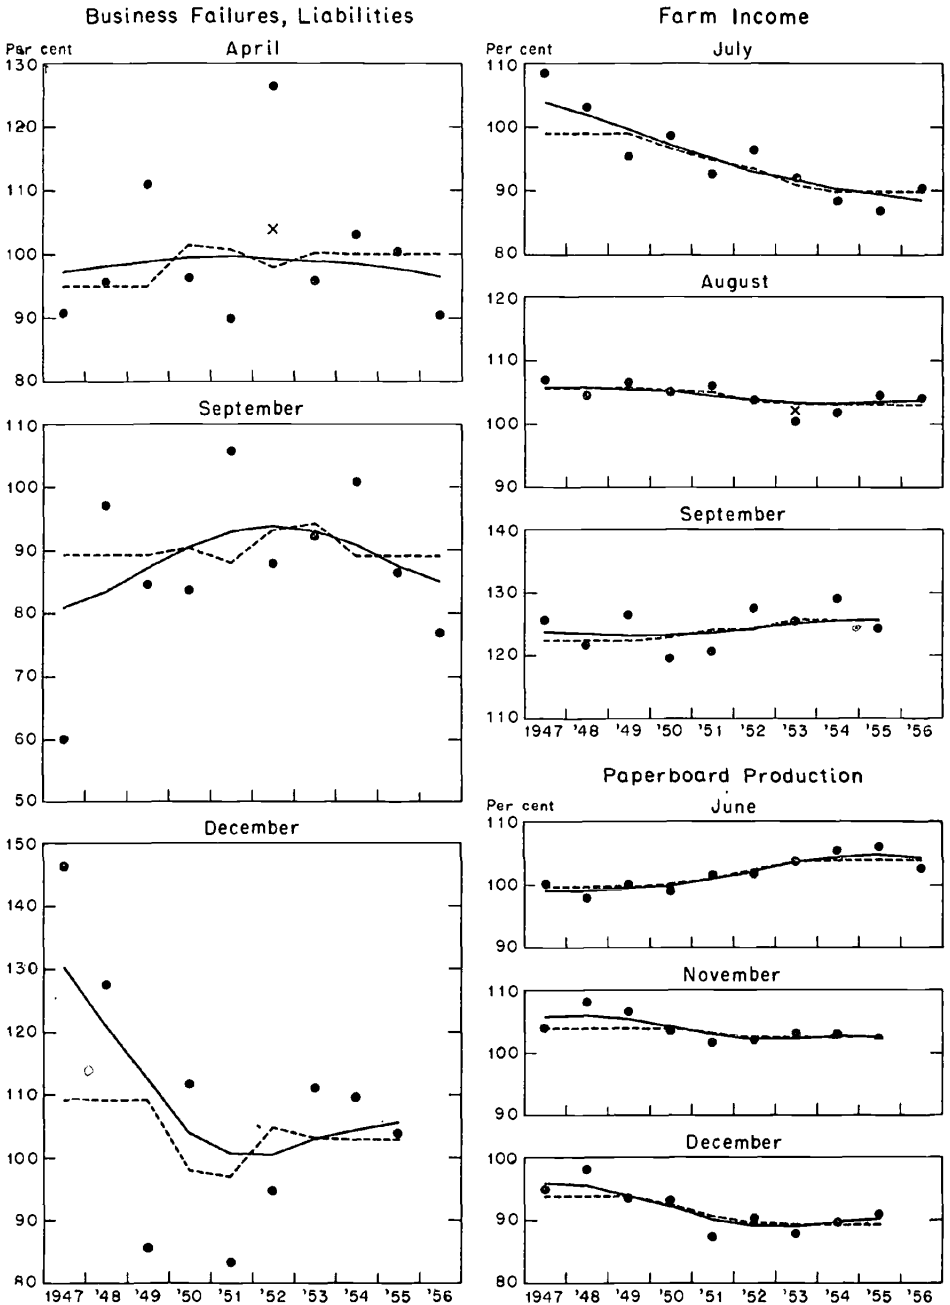 Business Failures, Liabilities
Per cent
April
130
120
110
100
90
80
September
110
100
90
80
70
60
50
December
150
140
130
120
110
100
90
80
1947 '48 '49 '50 '51 '52 '53 '54 '55 '56
Farm Income
Per cent
July
110
100
90
80
August
120
110
100
90
September
140
130
120
110
1947 '48 '49 '50 '51 '52 '53 '54 '55 '56
Paperboard Production
Per cent
June
110
100
90
November
110
100
90
December
100
90
80
1947 '48 '49 '50 '51 '52 '53 '54 '55 '56